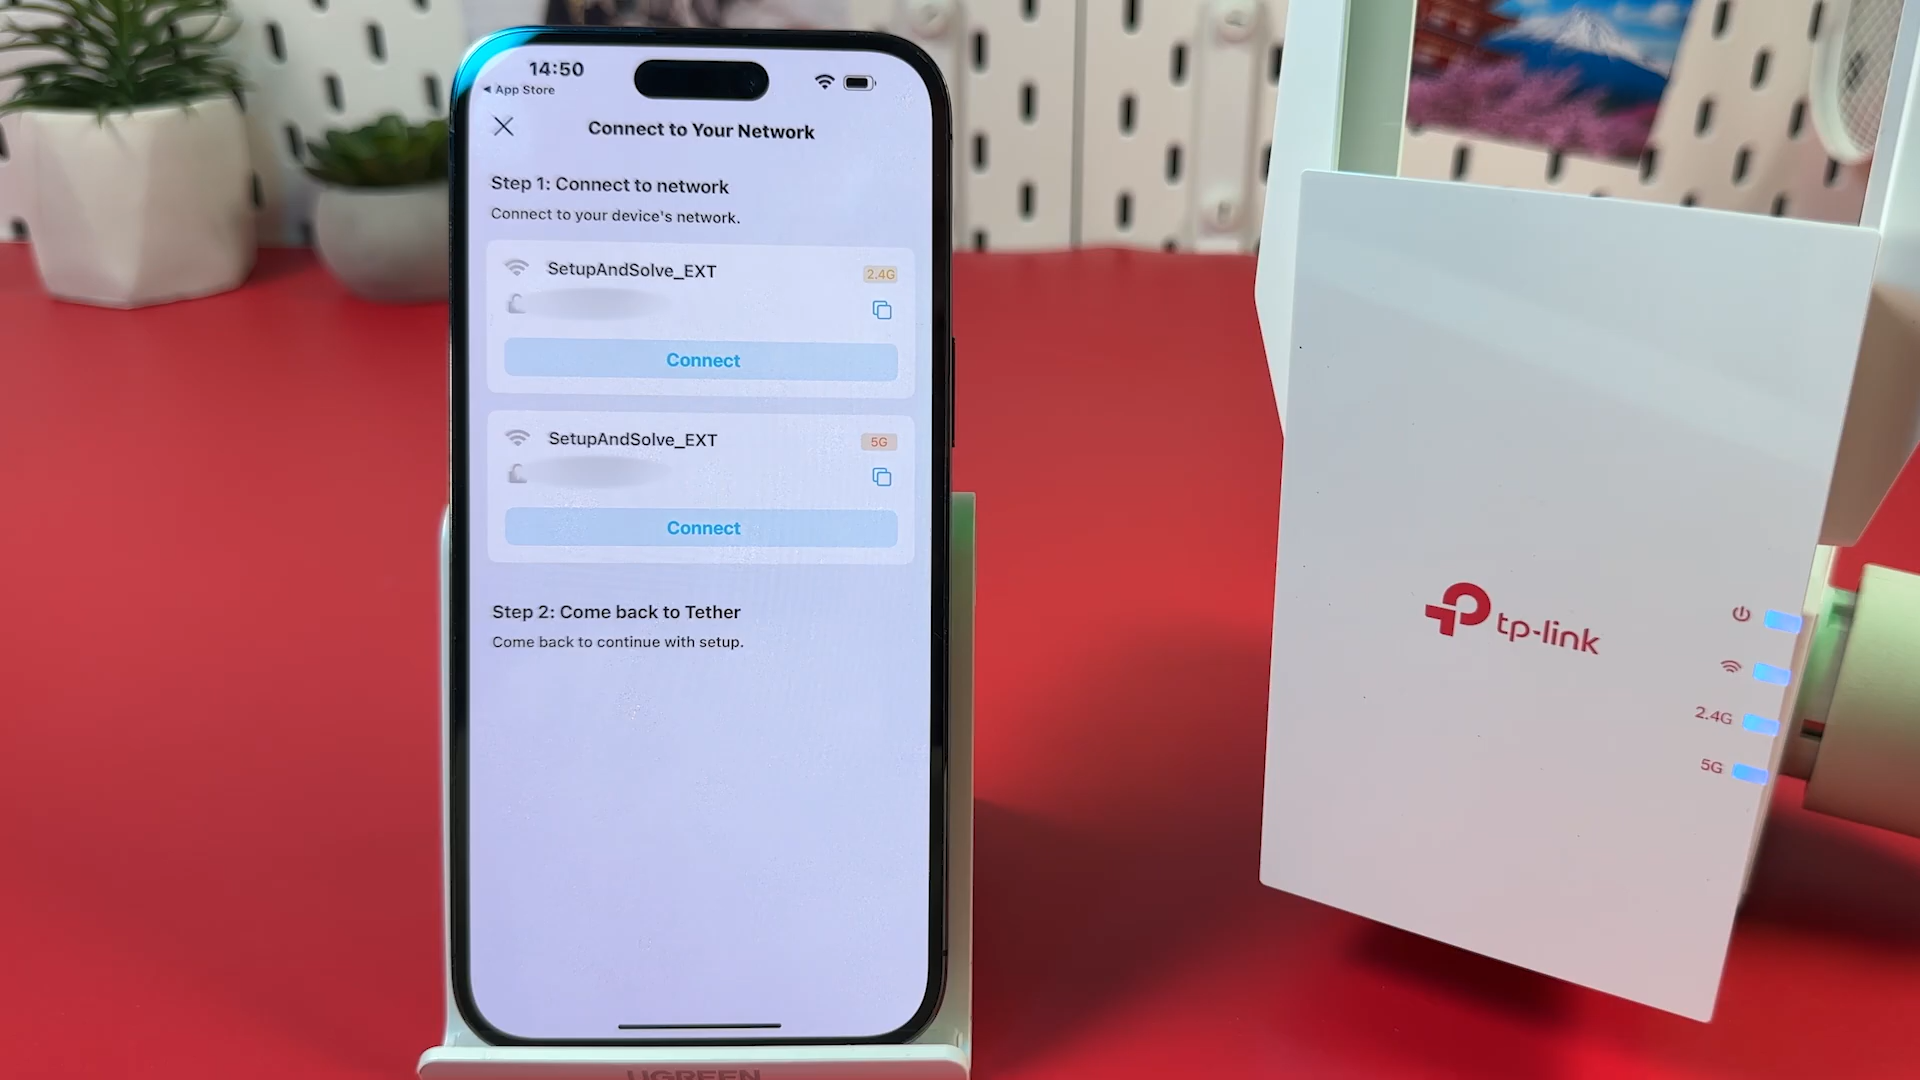 14:50
App Store
Connect to Your Network
Step 1: Connect to network
Connect to your device's network.
SetupAndSolve_EXT
2.4G
Connect
SetupAndSolve_EXT
5G
Connect
Step 2: Come back to Tether
Come back to continue with setup.
UGREEN
tp-link
2.4G
5G